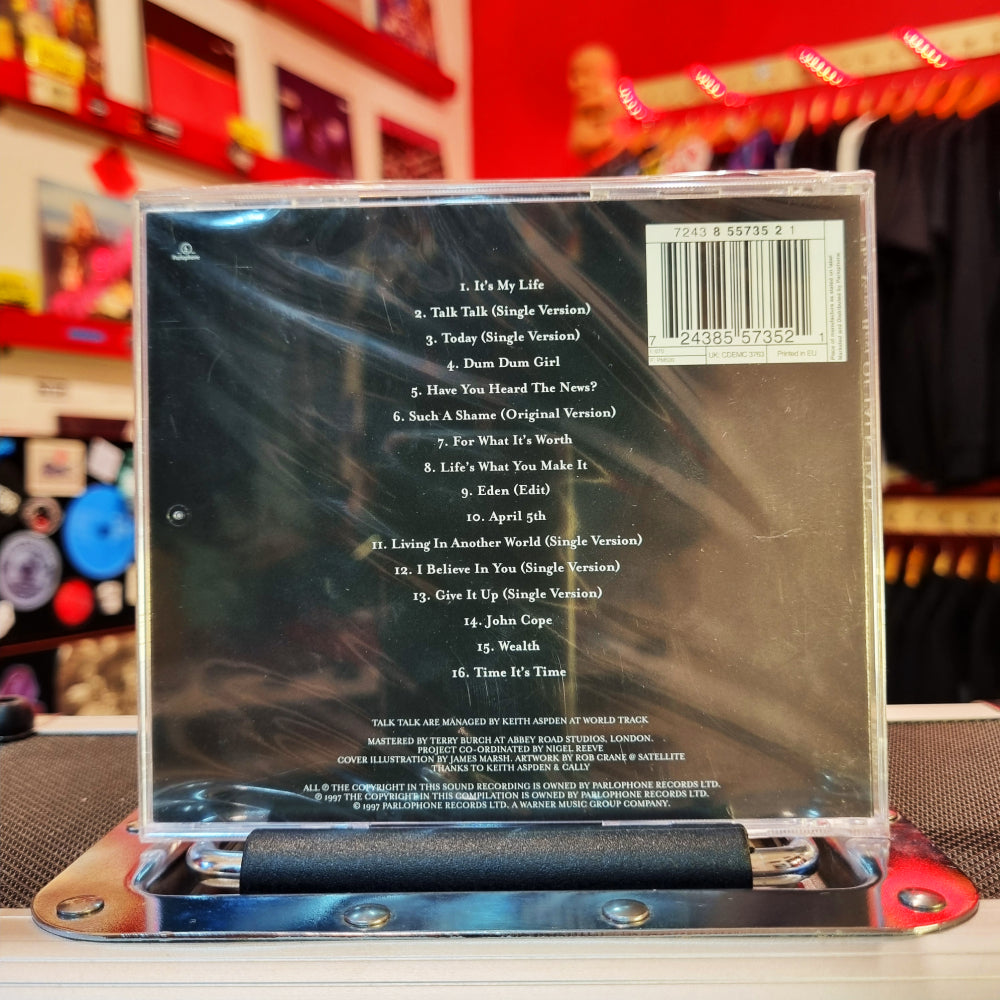 Parlophone
7243 8 55735 2 1
7 24385 57352 1
UK: CDEMC 3763
Printed in EU
1. It's My Life
2. Talk Talk (Single Version)
3. Today (Single Version)
4. Dum Dum Girl
5. Have You Heard The News?
6. Such A Shame (Original Version)
7. For What It's Worth
8. Life's What You Make It
9. Eden (Edit)
10. April 5th
11. Living In Another World (Single Version)
12. I Believe In You (Single Version)
13. Give It Up (Single Version)
14. John Cope
15. Wealth
16. Time It's Time
TALK TALK ARE MANAGED BY KEITH ASPDEN AT WORLD TRACK
MASTERED BY TERRY BURCH AT ABBEY ROAD STUDIOS, LONDON.
PROJECT CO-ORDINATED BY NIGEL REEVE
COVER ILLUSTRATION BY JAMES MARSH. ARTWORK BY ROB CRANE @ SATELLITE
THANKS TO KEITH ASPDEN & CALLY
ALL ℗ THE COPYRIGHT IN THIS SOUND RECORDING IS OWNED BY PARLOPHONE RECORDS LTD.
℗ 1997 THE COPYRIGHT IN THIS COMPILATION IS OWNED BY PARLOPHONE RECORDS LTD.
© 1997 PARLOPHONE RECORDS LTD. A WARNER MUSIC GROUP COMPANY.